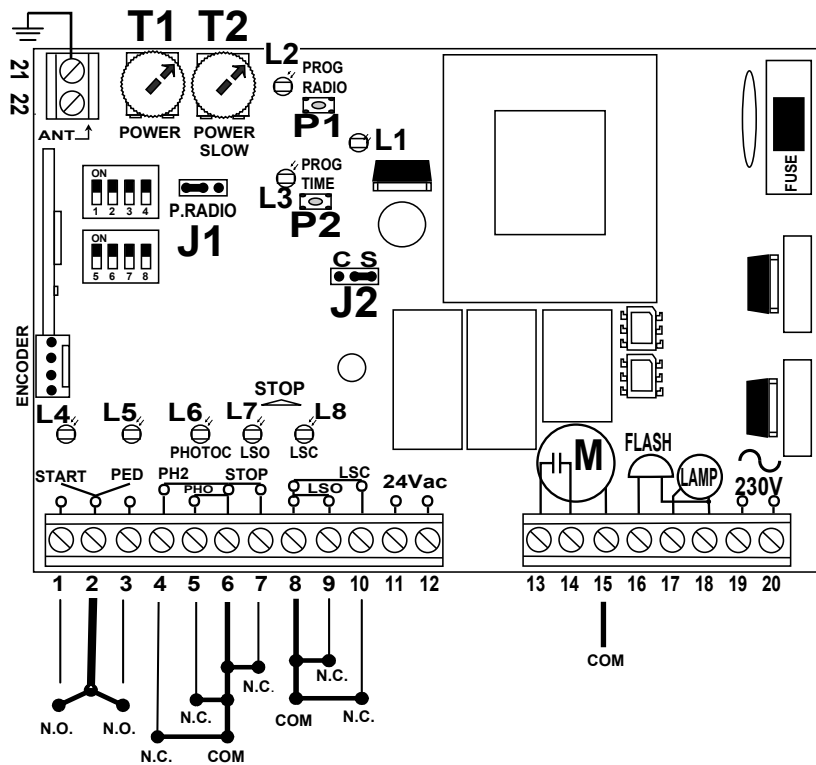 T1 T2
L2
PROG
RADIO
P1
21
22
ANT
POWER
POWER
SLOW
L1
FUSE
PROG
TIME
L3
P2
ON
1 2 3 4
P.RADIO
J1
ON
5 6 7 8
C S
J2
ENCODER
STOP
L4 L5 L6 L7 L8
PHOTOC LSO LSC
M
FLASH
LAMP
START PED PH2 STOP LSC
PHO LSO
24Vac
230V
1 2 3 4 5 6 7 8 9 10 11 12
13 14 15 16 17 18 19 20
COM
N.C. N.C.
N.C. COM N.C.
N.O. N.O.
N.C. COM